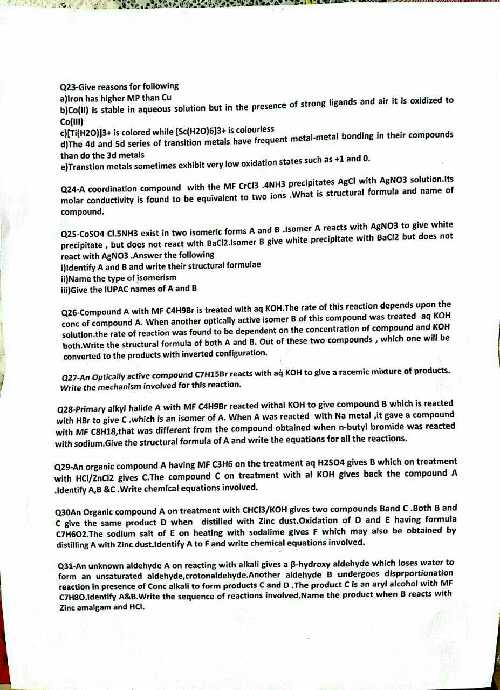 Q23-Give reasons for following
a)Iron has higher MP than Cu
b)Co(II) is stable in aqueous solution but in the presence of strong ligands and air it is oxidized to
Co(III)
c)[Ti(H2O)]3+ is colored while [Sc(H2O)6]3+ is colourless
d)The 4d and 5d series of transition metals have frequent metal-metal bonding in their compounds
than do the 3d metals
e)Transtion metals sometimes exhibit very low oxidation states such as +1 and 0.
Q24-A coordination compound with the MF CrCl3 .4NH3 precipitates AgCl with AgNO3 solution.Its
molar conductivity is found to be equivalent to two ions .What is structural formula and name of
compound.
Q25-CoSO4 Cl.5NH3 exist in two isomeric forms A and B .Isomer A reacts with AgNO3 to give white
precipitate , but does not react with BaCl2.Isomer B give white precipitate with BaCl2 but does not
react with AgNO3 .Answer the following
i)Identify A and B and write their structural formulae
ii)Name the type of isomerism
iii)Give the IUPAC names of A and B
Q26-Compound A with MF C4H9Br is treated with aq KOH.The rate of this reaction depends upon the
conc of compound A. When another optically active isomer B of this compound was treated aq KOH
solution.the rate of reaction was found to be dependent on the concentration of compound and KOH
both.Write the structural formula of both A and B. Out of these two compounds , which one will be
converted to the products with inverted configuration.
Q27-An Optically active compound C7H15Br reacts with aq KOH to give a racemic mixture of products.
Write the mechanism involved for this reaction.
Q28-Primary alkyl halide A with MF C4H9Br reacted withal KOH to give compound B which is reacted
with HBr to give C ,which is an isomer of A. When A was reacted with Na metal ,it gave a compound
with MF C8H18,that was different from the compound obtained when n-butyl bromide was reacted
with sodium.Give the structural formula of A and write the equations for all the reactions.
Q29-An organic compound A having MF C3H6 on the treatment aq H2SO4 gives B which on treatment
with HCl/ZnCl2 gives C.The compound C on treatment with al KOH gives back the compound A
.Identify A,B &C .Write chemical equations involved.
Q30An Organic compound A on treatment with CHCl3/KOH gives two compounds Band C .Both B and
C give the same product D when distilled with Zinc dust.Oxidation of D and E having formula
C7H6O2.The sodium salt of E on heating with sodalime gives F which may also be obtained by
distilling A with Zinc dust.Identify A to F and write chemical equations involved.
Q31-An unknown aldehyde A on reacting with alkali gives a β-hydroxy aldehyde which loses water to
form an unsaturated aldehyde,crotonaldehyde.Another aldehyde B undergoes disprportionation
reaction in presence of Conc alkali to form products C and D .The product C is an aryl alcohol with MF
C7H8O.Identify A&B.Write the sequence of reactions involved.Name the product when B reacts with
Zinc amalgam and HCl.